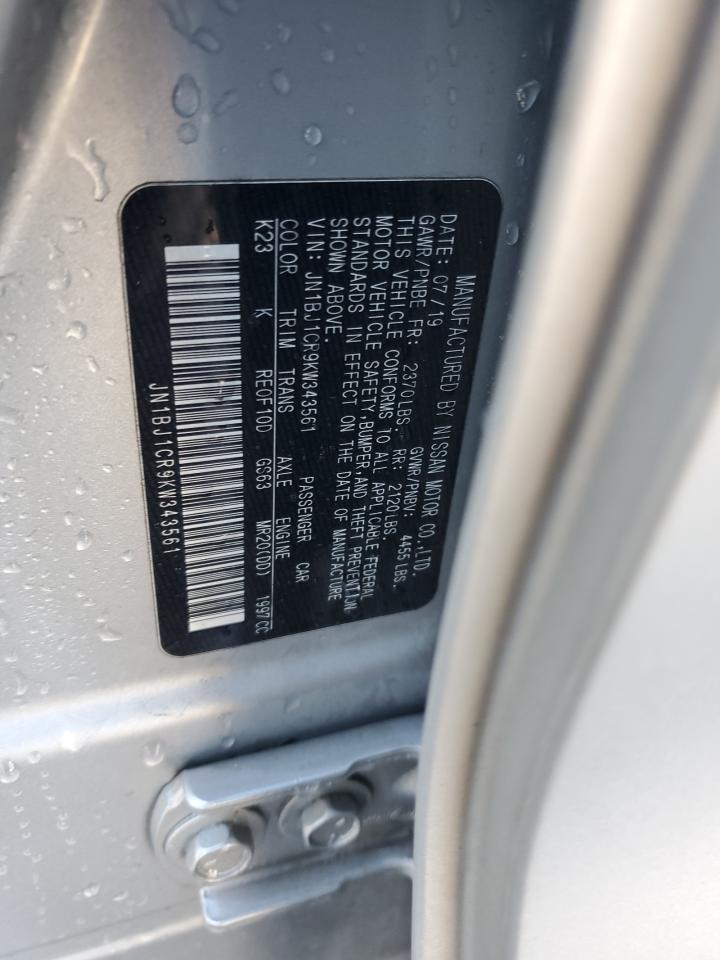 MANUFACTURED BY NISSAN MOTOR CO.,LTD.
DATE: 07/19 GVWR/PNBV: 4455 LBS.
GAWR/PNBE FR: 2370LBS. RR: 2120LBS.
THIS VEHICLE CONFORMS TO ALL APPLICABLE FEDERAL
MOTOR VEHICLE SAFETY,BUMPER,AND THEFT PREVENTION
STANDARDS IN EFFECT ON THE DATE OF MANUFACTURE
SHOWN ABOVE.
VIN: JN1BJ1CR9KW343561 PASSENGER CAR
COLOR TRIM TRANS AXLE ENGINE
K23 K RE0F10D GS63 MR20(DD) 1997CC
JN1BJ1CR9KW343561